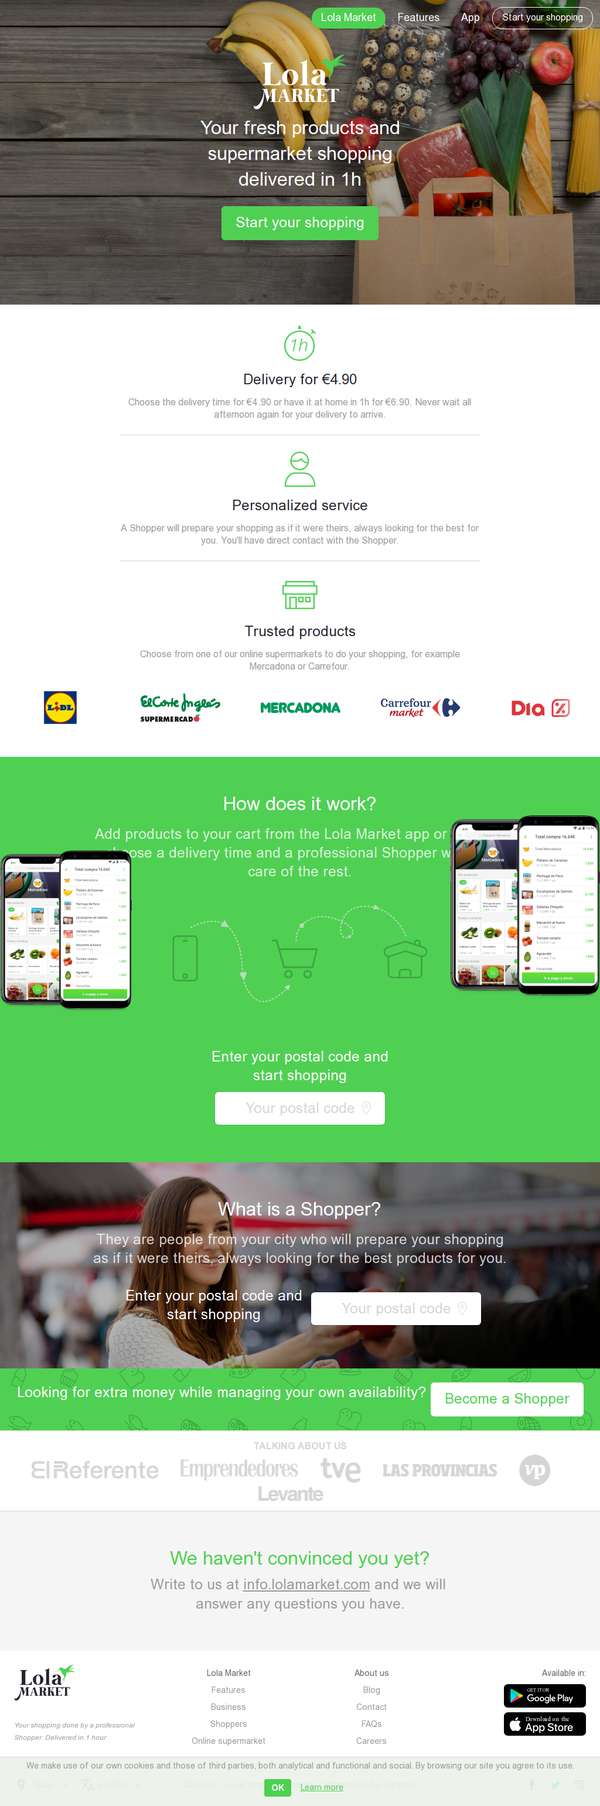 Lola Market Features App Start your shopping
Lola
MARKET
Your fresh products and
supermarket shopping
delivered in 1h
Start your shopping
1h
Delivery for €4.90
Choose the delivery time for €4.90 or have it at home in 1h for €6.90. Never wait all
afternoon again for your delivery to arrive.
Personalized service
A Shopper will prepare your shopping as if it were theirs, always looking for the best for
you. You'll have direct contact with the Shopper.
Trusted products
Choose from one of our online supermarkets to do your shopping, for example
Mercadona or Carrefour.
LIDL
El Corte Inglés
SUPERMERCADO
MERCADONA
Carrefour
market
Dia %
How does it work?
Add products to your cart from the Lola Market app or
a delivery time and a professional Shopper
care of the rest.
Enter your postal code and
start shopping
Your postal code
What is a Shopper?
They are people from your city who will prepare your shopping
as if it were theirs, always looking for the best products for you.
Enter your postal code and
start shopping
Your postal code
Looking for extra money while managing your own availability? Become a Shopper
TALKING ABOUT US
El Referente Emprendedores tve LAS PROVINCIAS vp
Levante
We haven't convinced you yet?
Write to us at info.lolamarket.com and we will
answer any questions you have.
Lola
MARKET
Your shopping done by a professional
Shopper. Delivered in 1 hour
Lola Market
Features
Business
Shoppers
Online supermarket
About us
Blog
Contact
FAQs
Careers
Available in:
GET IT ON
Google Play
Download on the
App Store
We make use of our own cookies and those of third parties, both analytical and functional and social. By browsing our site you agree to its use.
OK Learn more